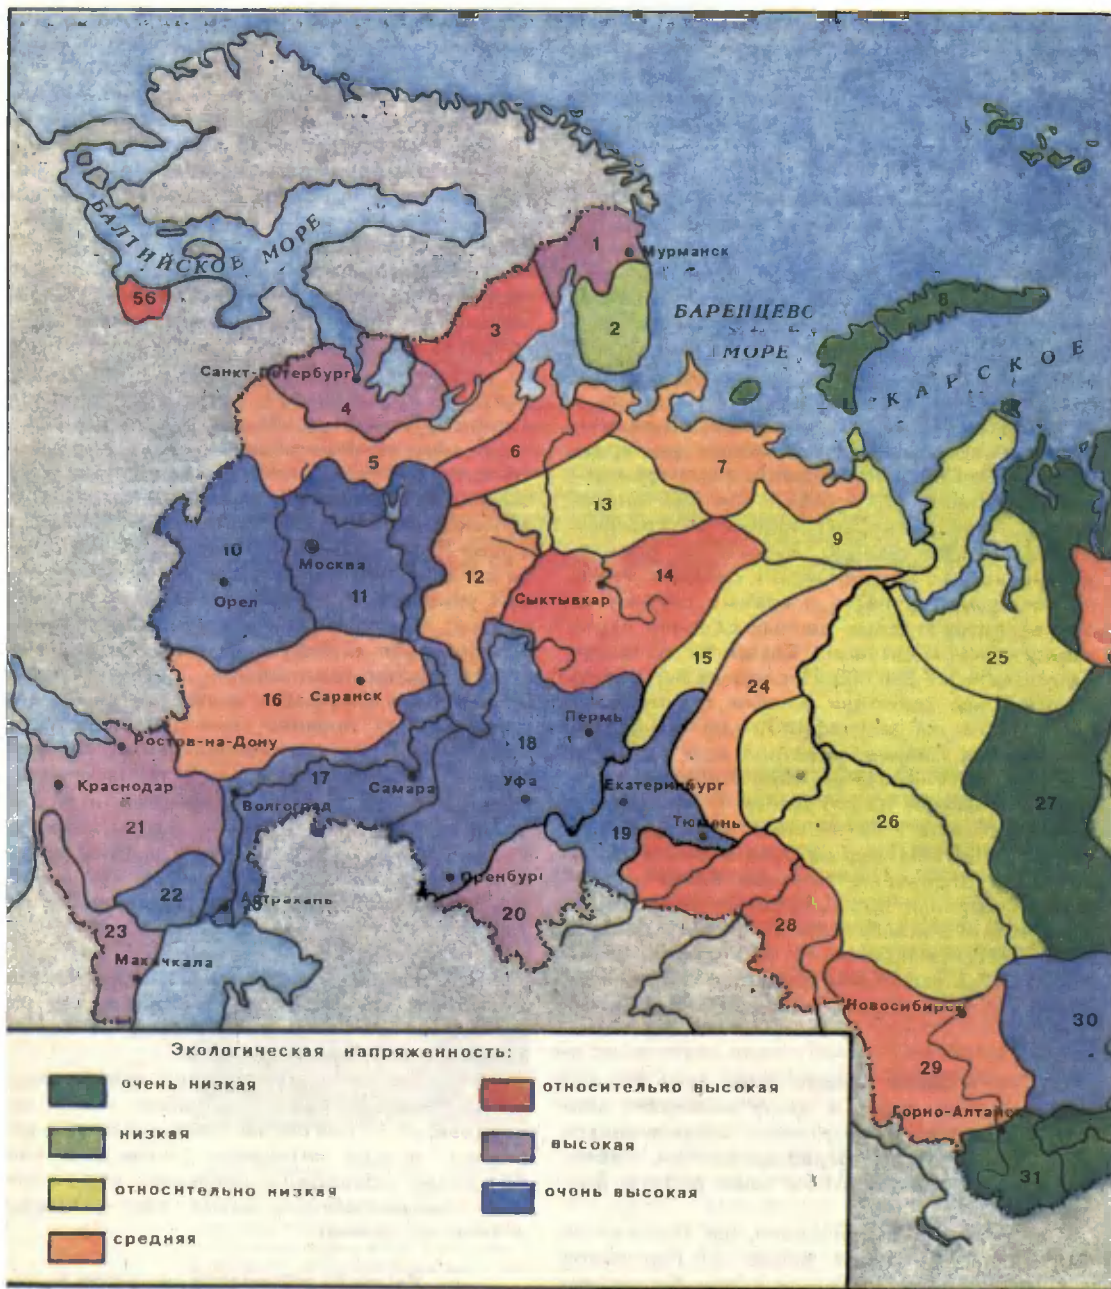 БАЛТИЙСКОЕ МОРЕ
56
1
Мурманск
2
3
БАРЕНЦЕВО
МОРЕ
8
КАРСКОЕ
Санкт-Петербург
4
5
6
7
13
9
10
Москва
11
Орел
12
Сыктывкар
14
15
24
25
16
Саранск
Ростов-на-Дону
17
18
Пермь
Краснодар
Волгоград
Самара
Уфа
Екатеринбург
19
Тюмень
26
27
21
22
Астрахань
Оренбург
20
28
23
Махачкала
Новосибирск
30
29
Горно-Алтайск
31
Экологическая напряженность:
очень низкая
низкая
относительно низкая
средняя
относительно высокая
высокая
очень высокая